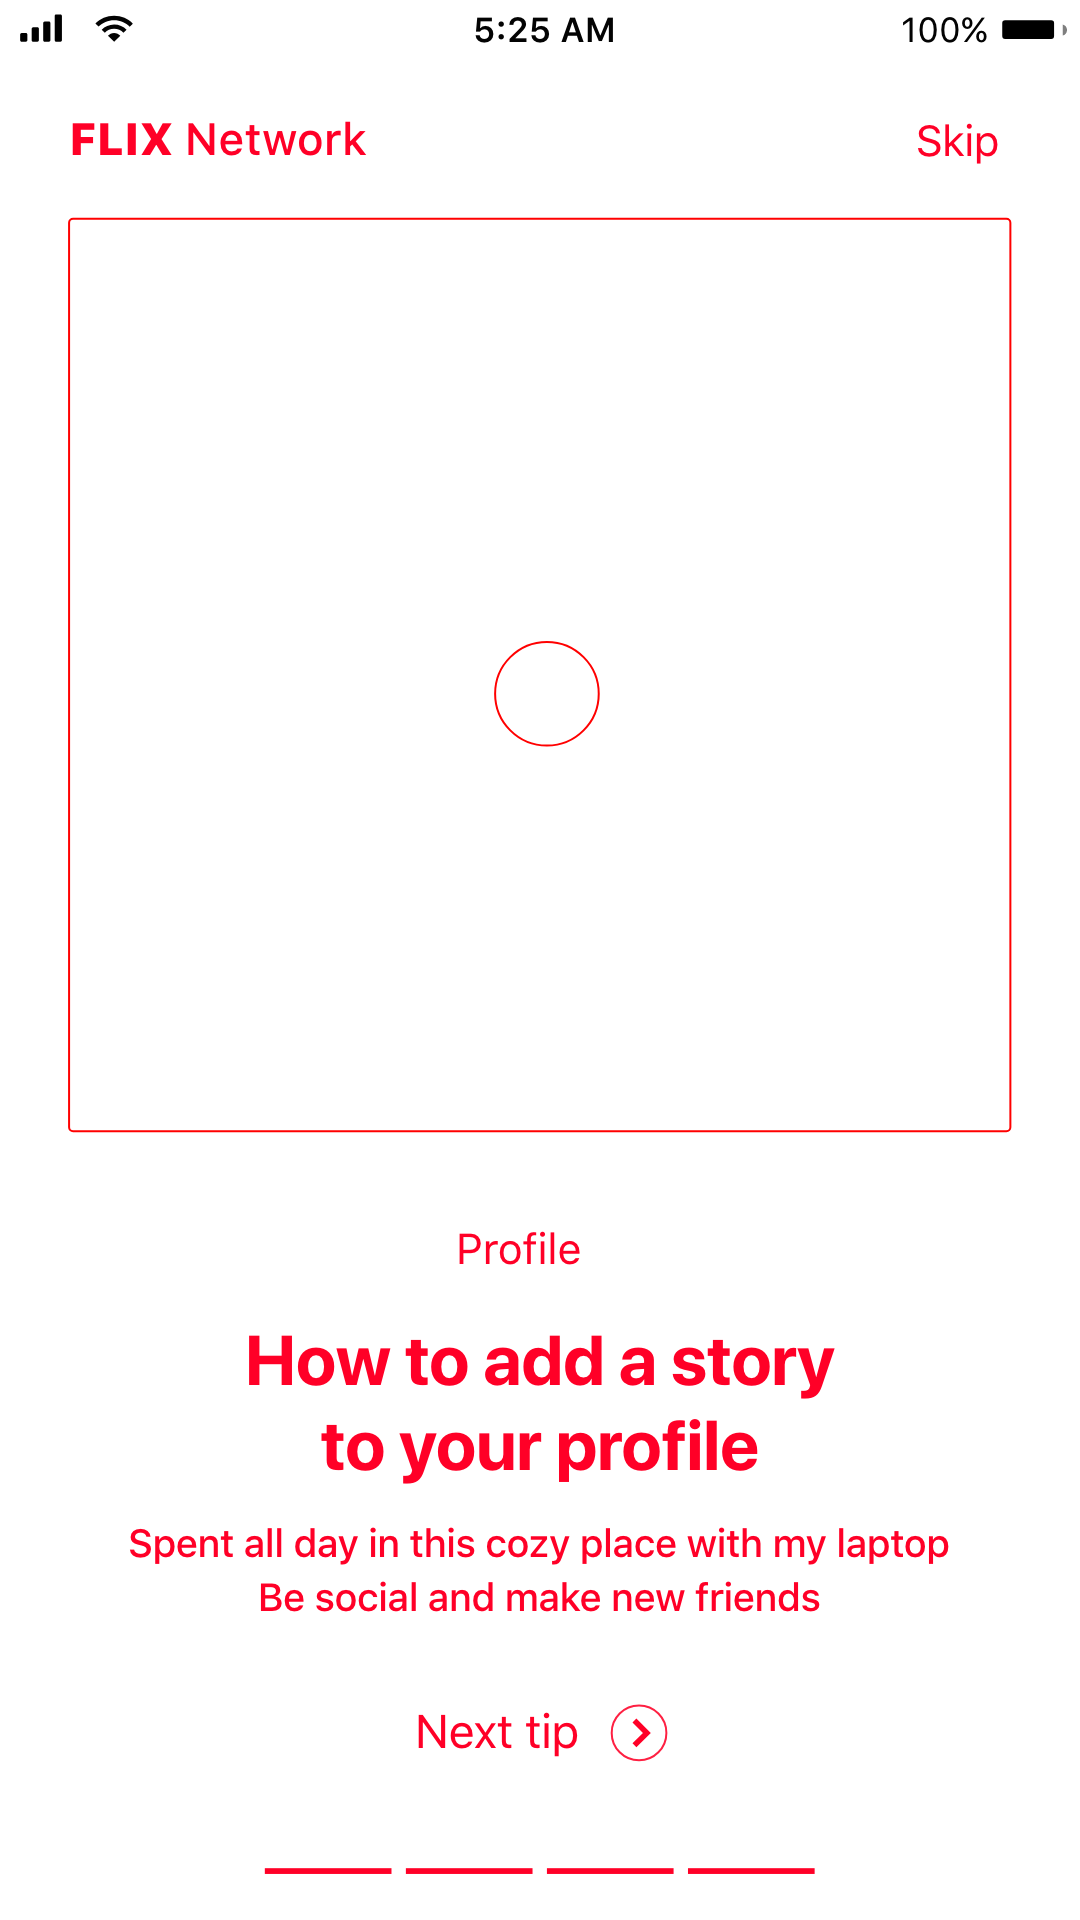 5:25 AM
100%
FLIX Network
Skip
Profile
How to add a story
to your profile
Spent all day in this cozy place with my laptop
Be social and make new friends
Next tip